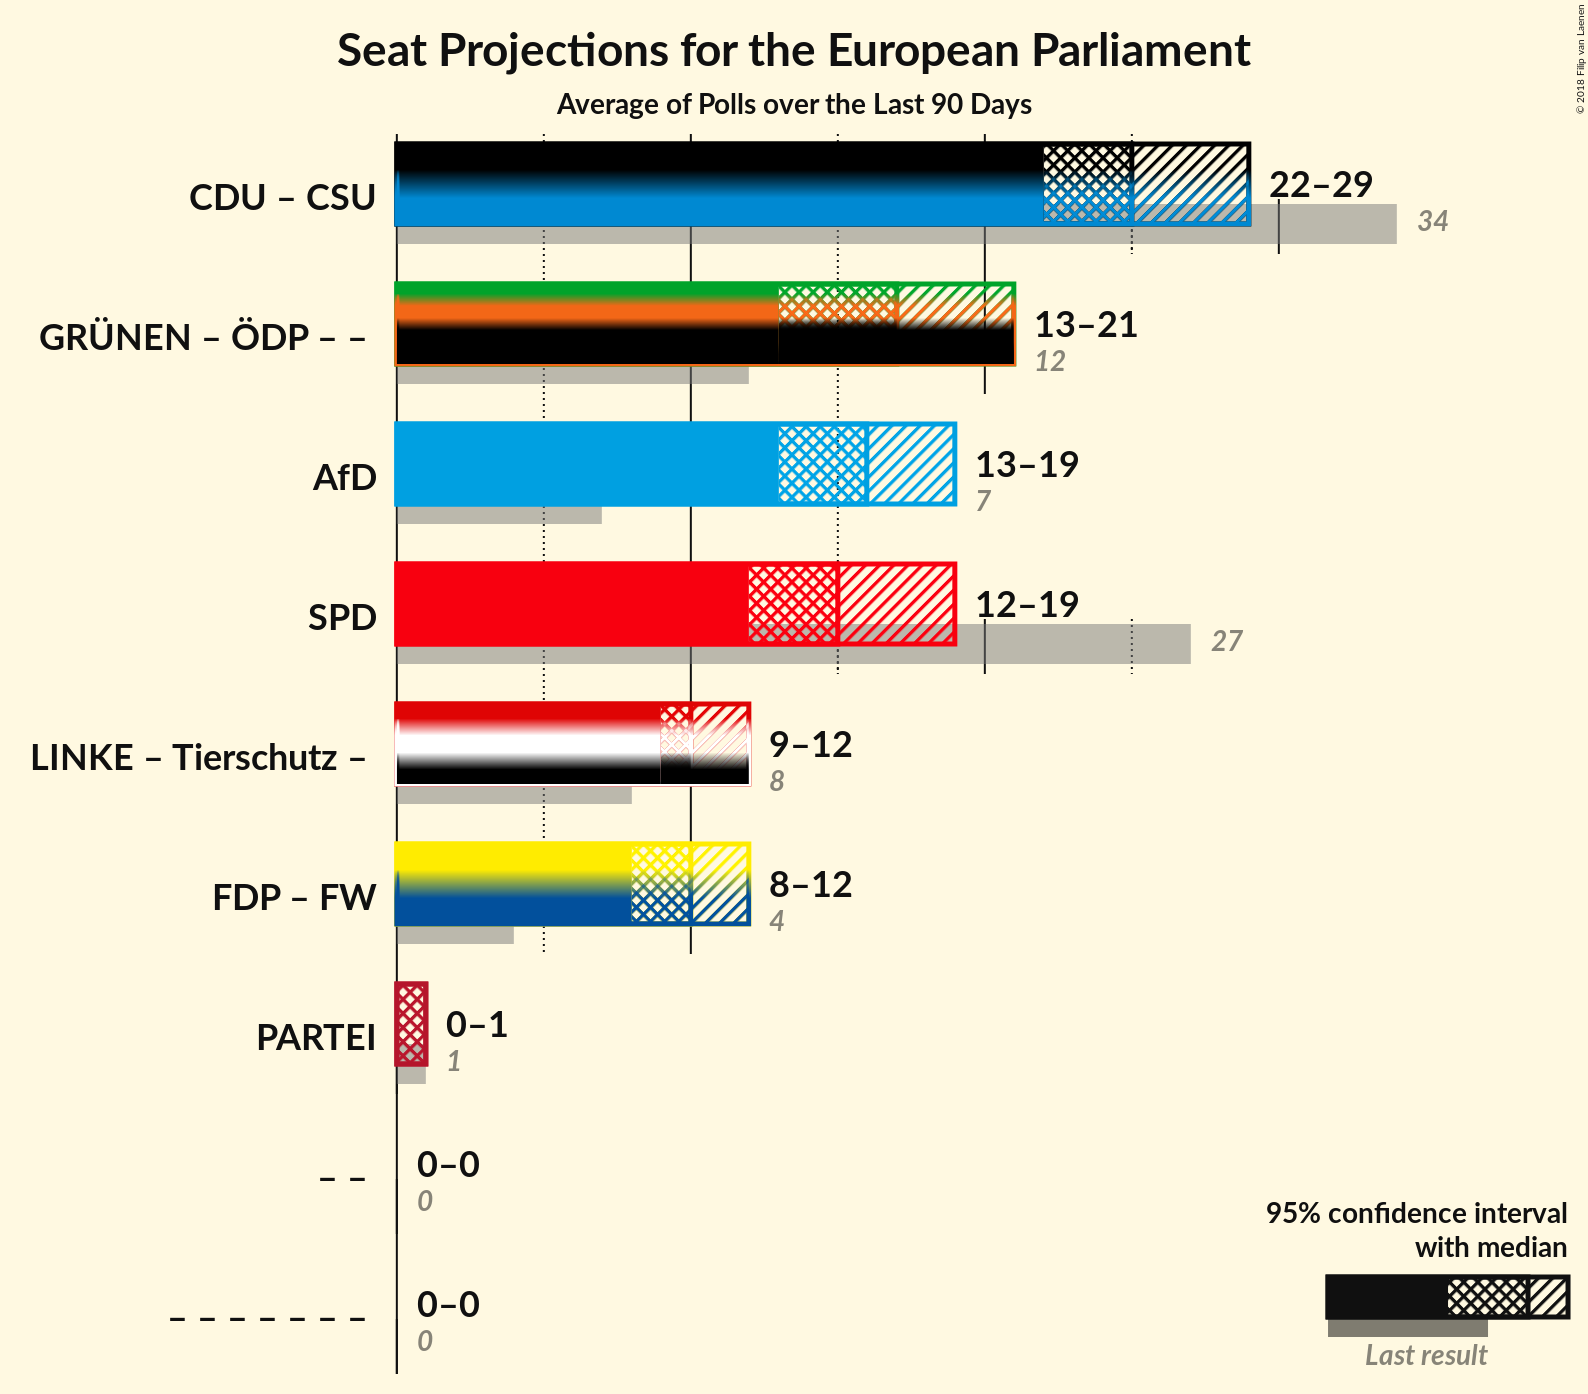 Seat Projections for the European Parliament
Average of Polls over the Last 90 Days
© 2018 Filip van Laenen
CDU – CSU
22–29
34
GRÜNEN – ÖDP – –
13–21
12
AfD
13–19
7
SPD
12–19
27
LINKE – Tierschutz –
9–12
8
FDP – FW
8–12
4
PARTEI
0–1
1
– –
0–0
0
– – – – – – –
0–0
0
95% confidence interval
with median
Last result